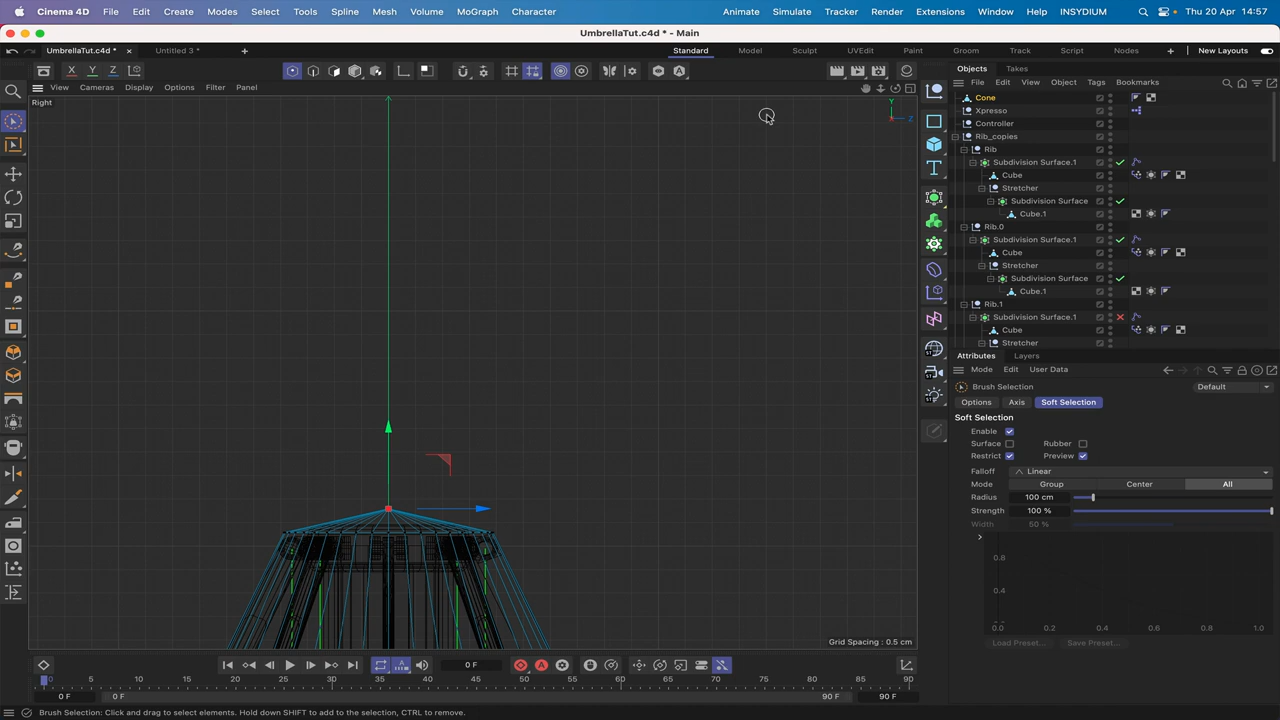 Cinema 4D File Edit Create Modes Select Tools Spline Mesh Volume MoGraph Character Animate Simulate Tracker Render Extensions Window Help INSYDIUM Thu 20 Apr 14:57
UmbrellaTut.c4d * - Main
UmbrellaTut.c4d * Untitled 3 * Standard Model Sculpt UVEdit Paint Groom Track Script Nodes New Layouts
X Y Z
Objects Takes
View Cameras Display Options Filter Panel
File Edit View Object Tags Bookmarks
Right
Y
Z
Cone
Xpresso
Controller
Rib_copies
Rib
Subdivision Surface.1
Cube
Stretcher
Subdivision Surface
Cube.1
Rib.0
Subdivision Surface.1
Cube
Stretcher
Subdivision Surface
Cube.1
Rib.1
Subdivision Surface.1
Cube
Stretcher
ST
ST
ST
Attributes Layers
Mode Edit User Data
Brush Selection Default
Options Axis Soft Selection
Soft Selection
Enable
Surface Rubber
Restrict Preview
Falloff Linear
Mode Group Center All
Radius 100 cm
Strength 100 %
Width 50 %
0.8
0.4
0.0 0.2 0.4 0.6 0.8 1.0
Load Preset... Save Preset...
Grid Spacing : 0.5 cm
0 F
0 5 10 15 20 25 30 35 40 45 50 55 60 65 70 75 80 85 90
0 F 0 F 90 F 90 F
Brush Selection: Click and drag to select elements. Hold down SHIFT to add to the selection, CTRL to remove.